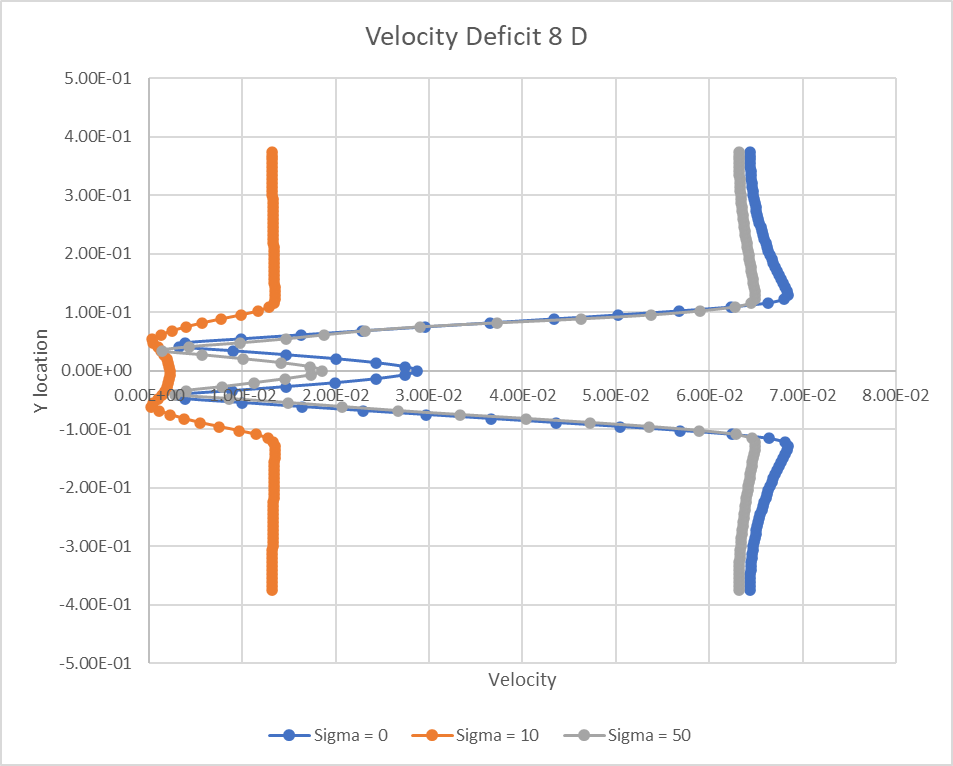 Velocity Deficit 8 D
5.00E-01
4.00E-01
3.00E-01
2.00E-01
1.00E-01
0.00E+00
0.00E+00 1.00E-02 2.00E-02 3.00E-02 4.00E-02 5.00E-02 6.00E-02 7.00E-02 8.00E-02
-1.00E-01
-2.00E-01
-3.00E-01
-4.00E-01
-5.00E-01
Y location
Velocity
Sigma = 0 Sigma = 10 Sigma = 50